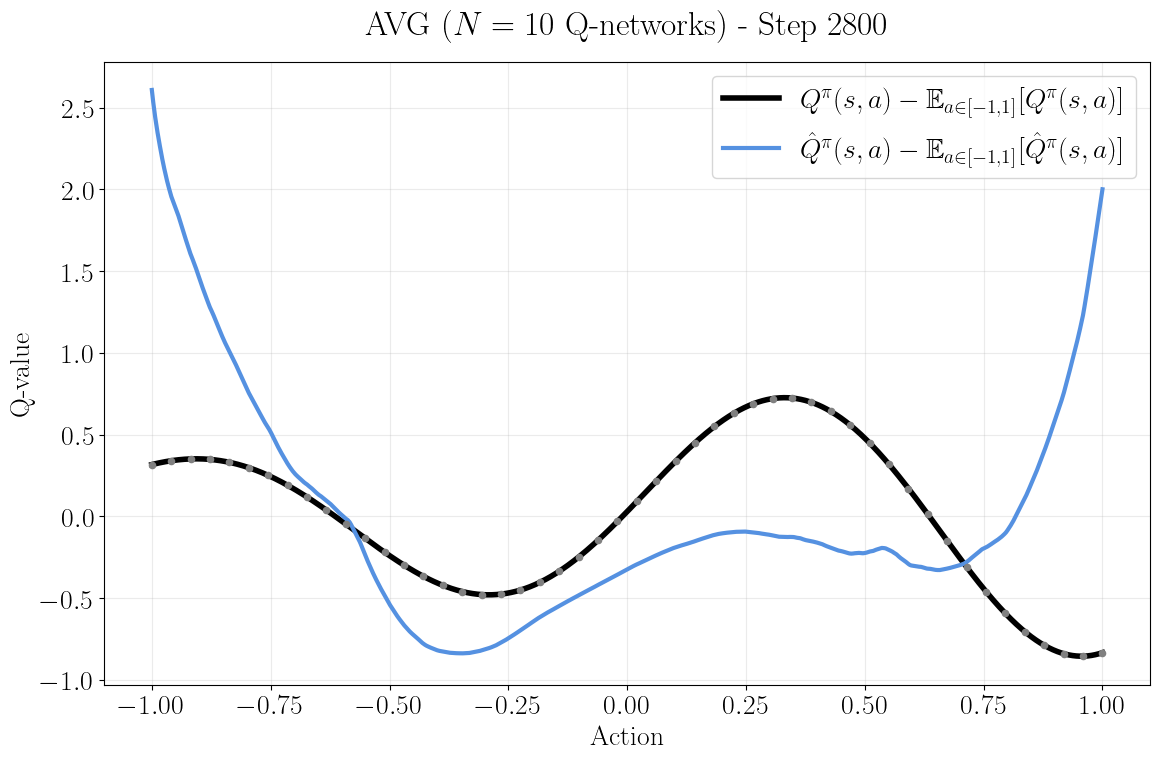 AVG (N = 10 Q-networks) - Step 2800
Q^π(s, a) − 𝔼_{a∈[−1,1]}[Q^π(s, a)]
Q̂^π(s, a) − 𝔼_{a∈[−1,1]}[Q̂^π(s, a)]
Q-value
2.5
2.0
1.5
1.0
0.5
0.0
−0.5
−1.0
−1.00 −0.75 −0.50 −0.25 0.00 0.25 0.50 0.75 1.00
Action